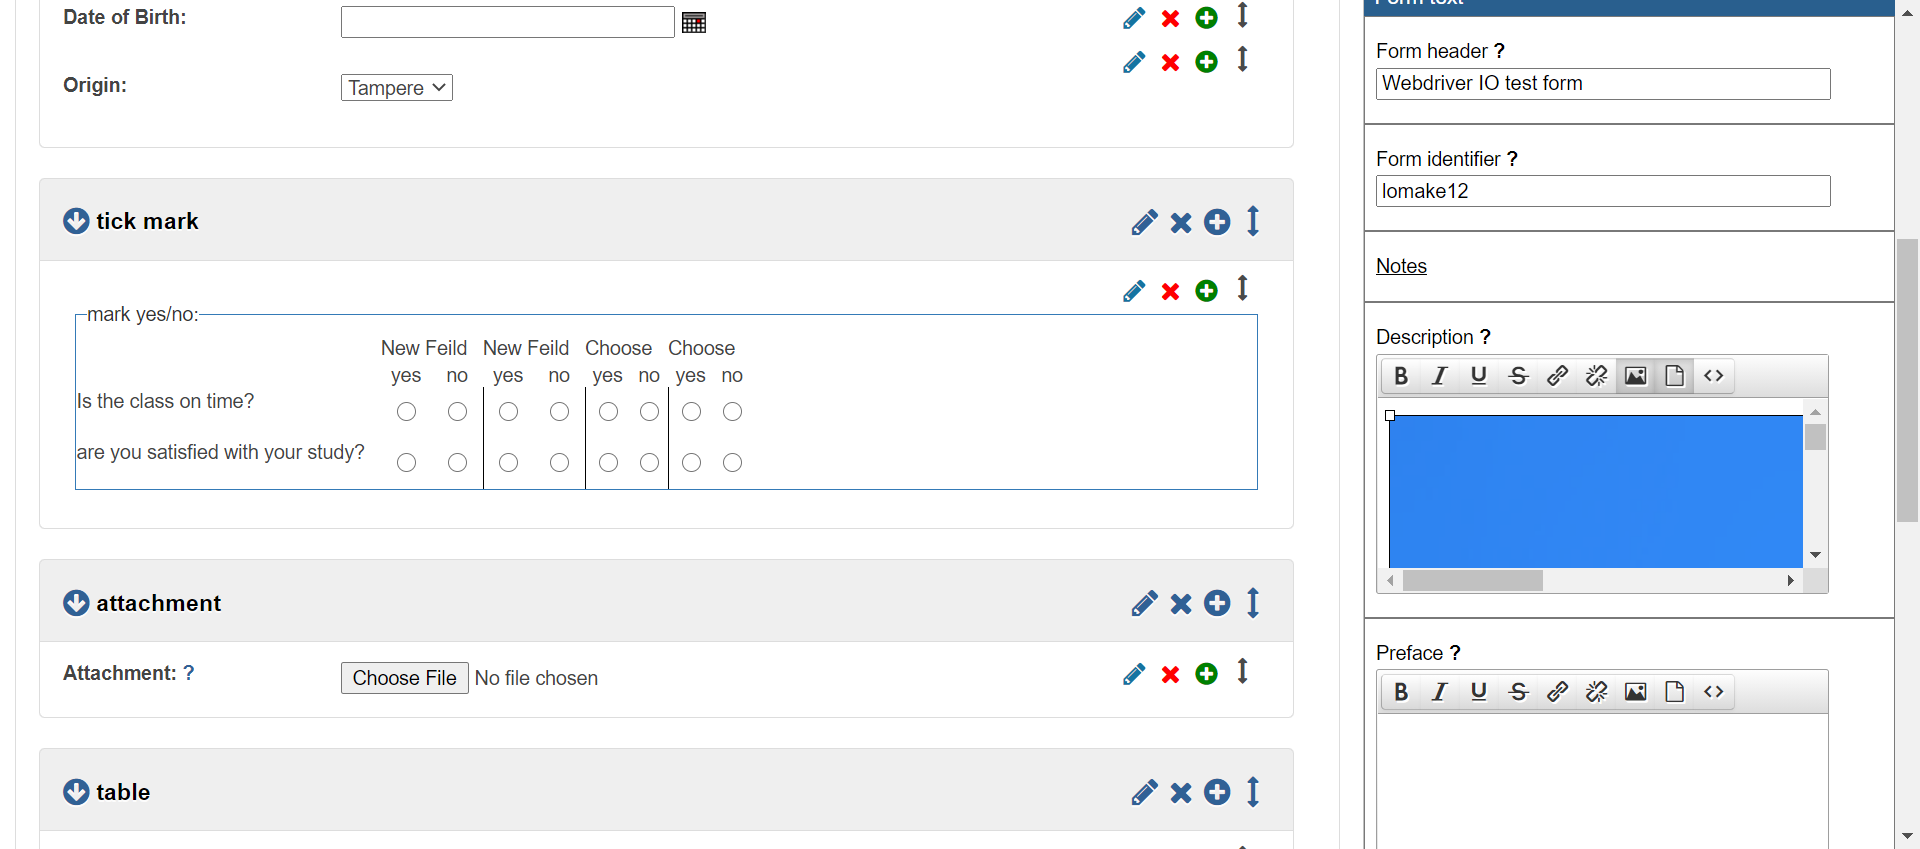 Date of Birth:
Origin:
Tampere
tick mark
mark yes/no:
New Feild New Feild Choose Choose
yes no yes no yes no yes no
Is the class on time?
are you satisfied with your study?
attachment
Attachment: ?
Choose File No file chosen
table
Form text
Form header ?
Webdriver IO test form
Form identifier ?
lomake12
Notes
Description ?
B I U S
Preface ?
B I U S